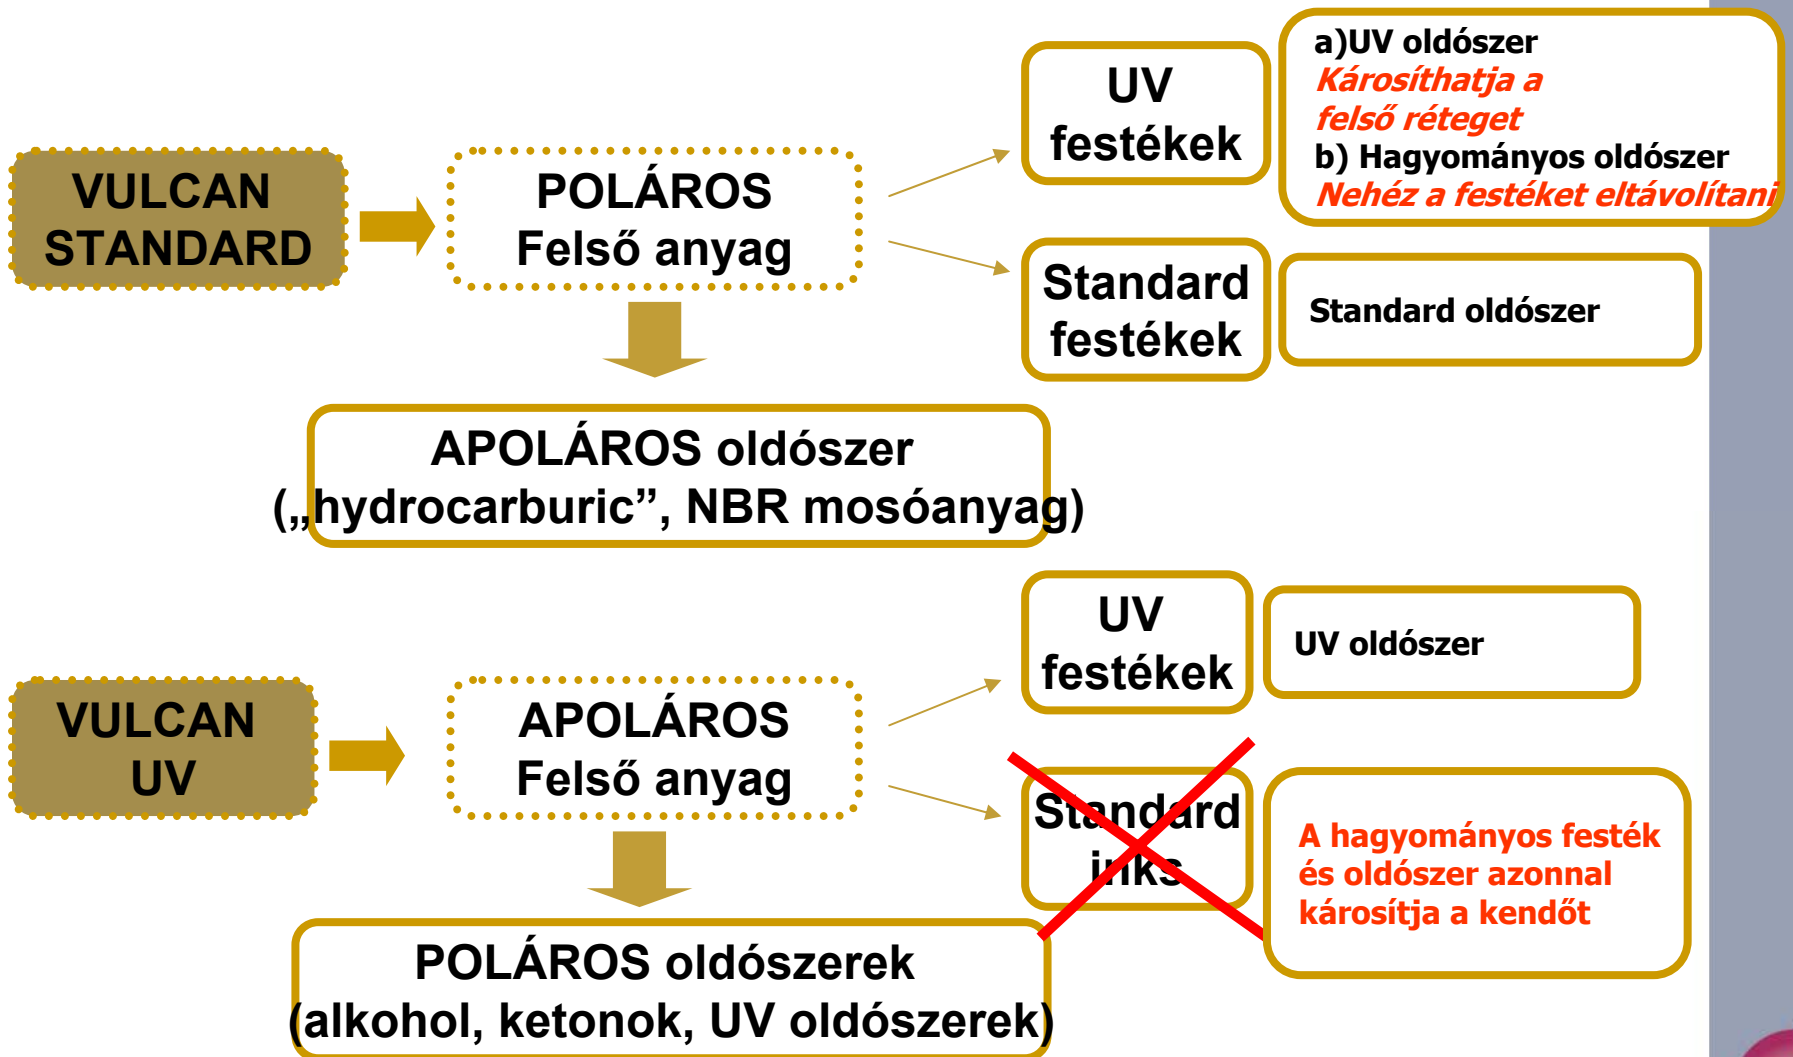 VULCAN
STANDARD
POLÁROS
Felső anyag
UV
festékek
a)UV oldószer
Károsíthatja a
felső réteget
b) Hagyományos oldószer
Nehéz a festéket eltávolítani
Standard
festékek
Standard oldószer
APOLÁROS oldószer
(„hydrocarburic”, NBR mosóanyag)
VULCAN
UV
APOLÁROS
Felső anyag
UV
festékek
UV oldószer
Standard
inks
A hagyományos festék
és oldószer azonnal
károsítja a kendőt
POLÁROS oldószerek
(alkohol, ketonok, UV oldószerek)